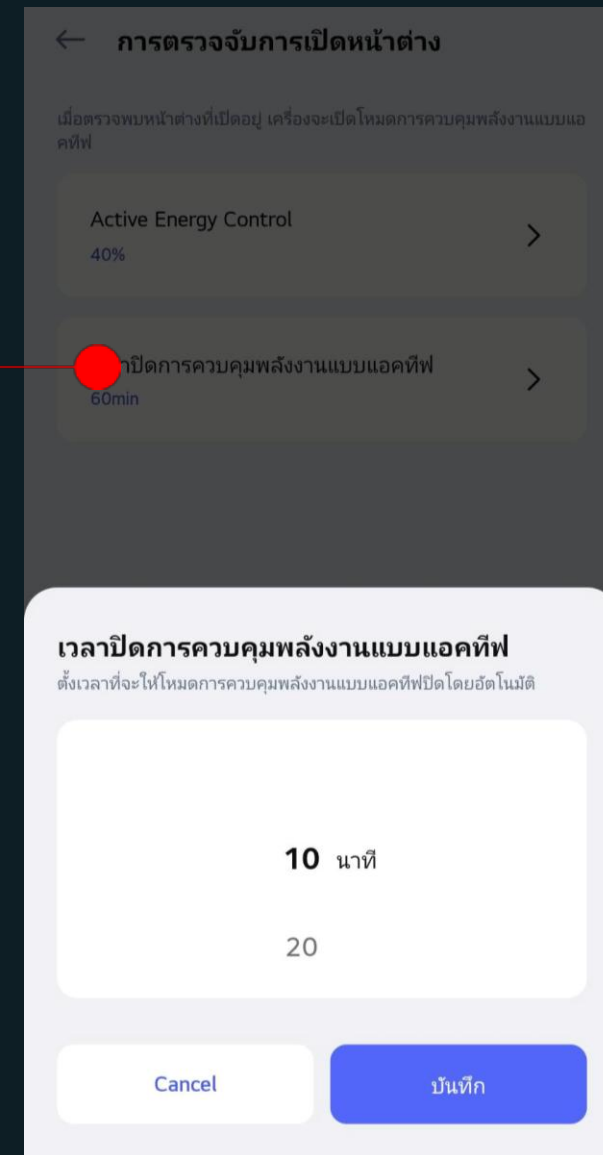 การตรวจจับการเปิดหน้าต่าง
เมื่อตรวจพบหน้าต่างที่เปิดอยู่ เครื่องจะเปิดโหมดการควบคุมพลังงานแบบแอ
คทีฟ
Active Energy Control
40%
าปิดการควบคุมพลังงานแบบแอคทีฟ
60min
เวลาปิดการควบคุมพลังงานแบบแอคทีฟ
ตั้งเวลาที่จะให้โหมดการควบคุมพลังงานแบบแอคทีฟปิดโดยอัตโนมัติ
10 นาที
20
Cancel
บันทึก